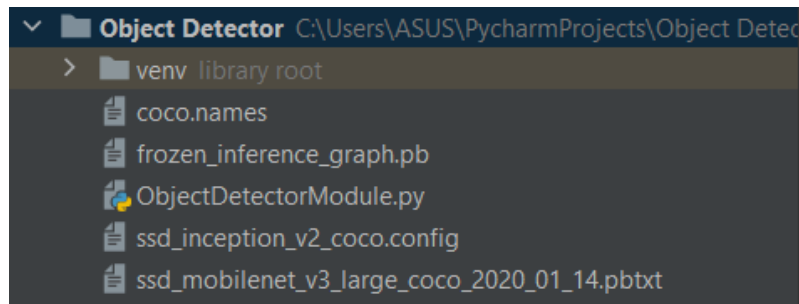 Object Detector C:\Users\ASUS\PycharmProjects\Object Detec
venv library root
coco.names
frozen_inference_graph.pb
ObjectDetectorModule.py
ssd_inception_v2_coco.config
ssd_mobilenet_v3_large_coco_2020_01_14.pbtxt